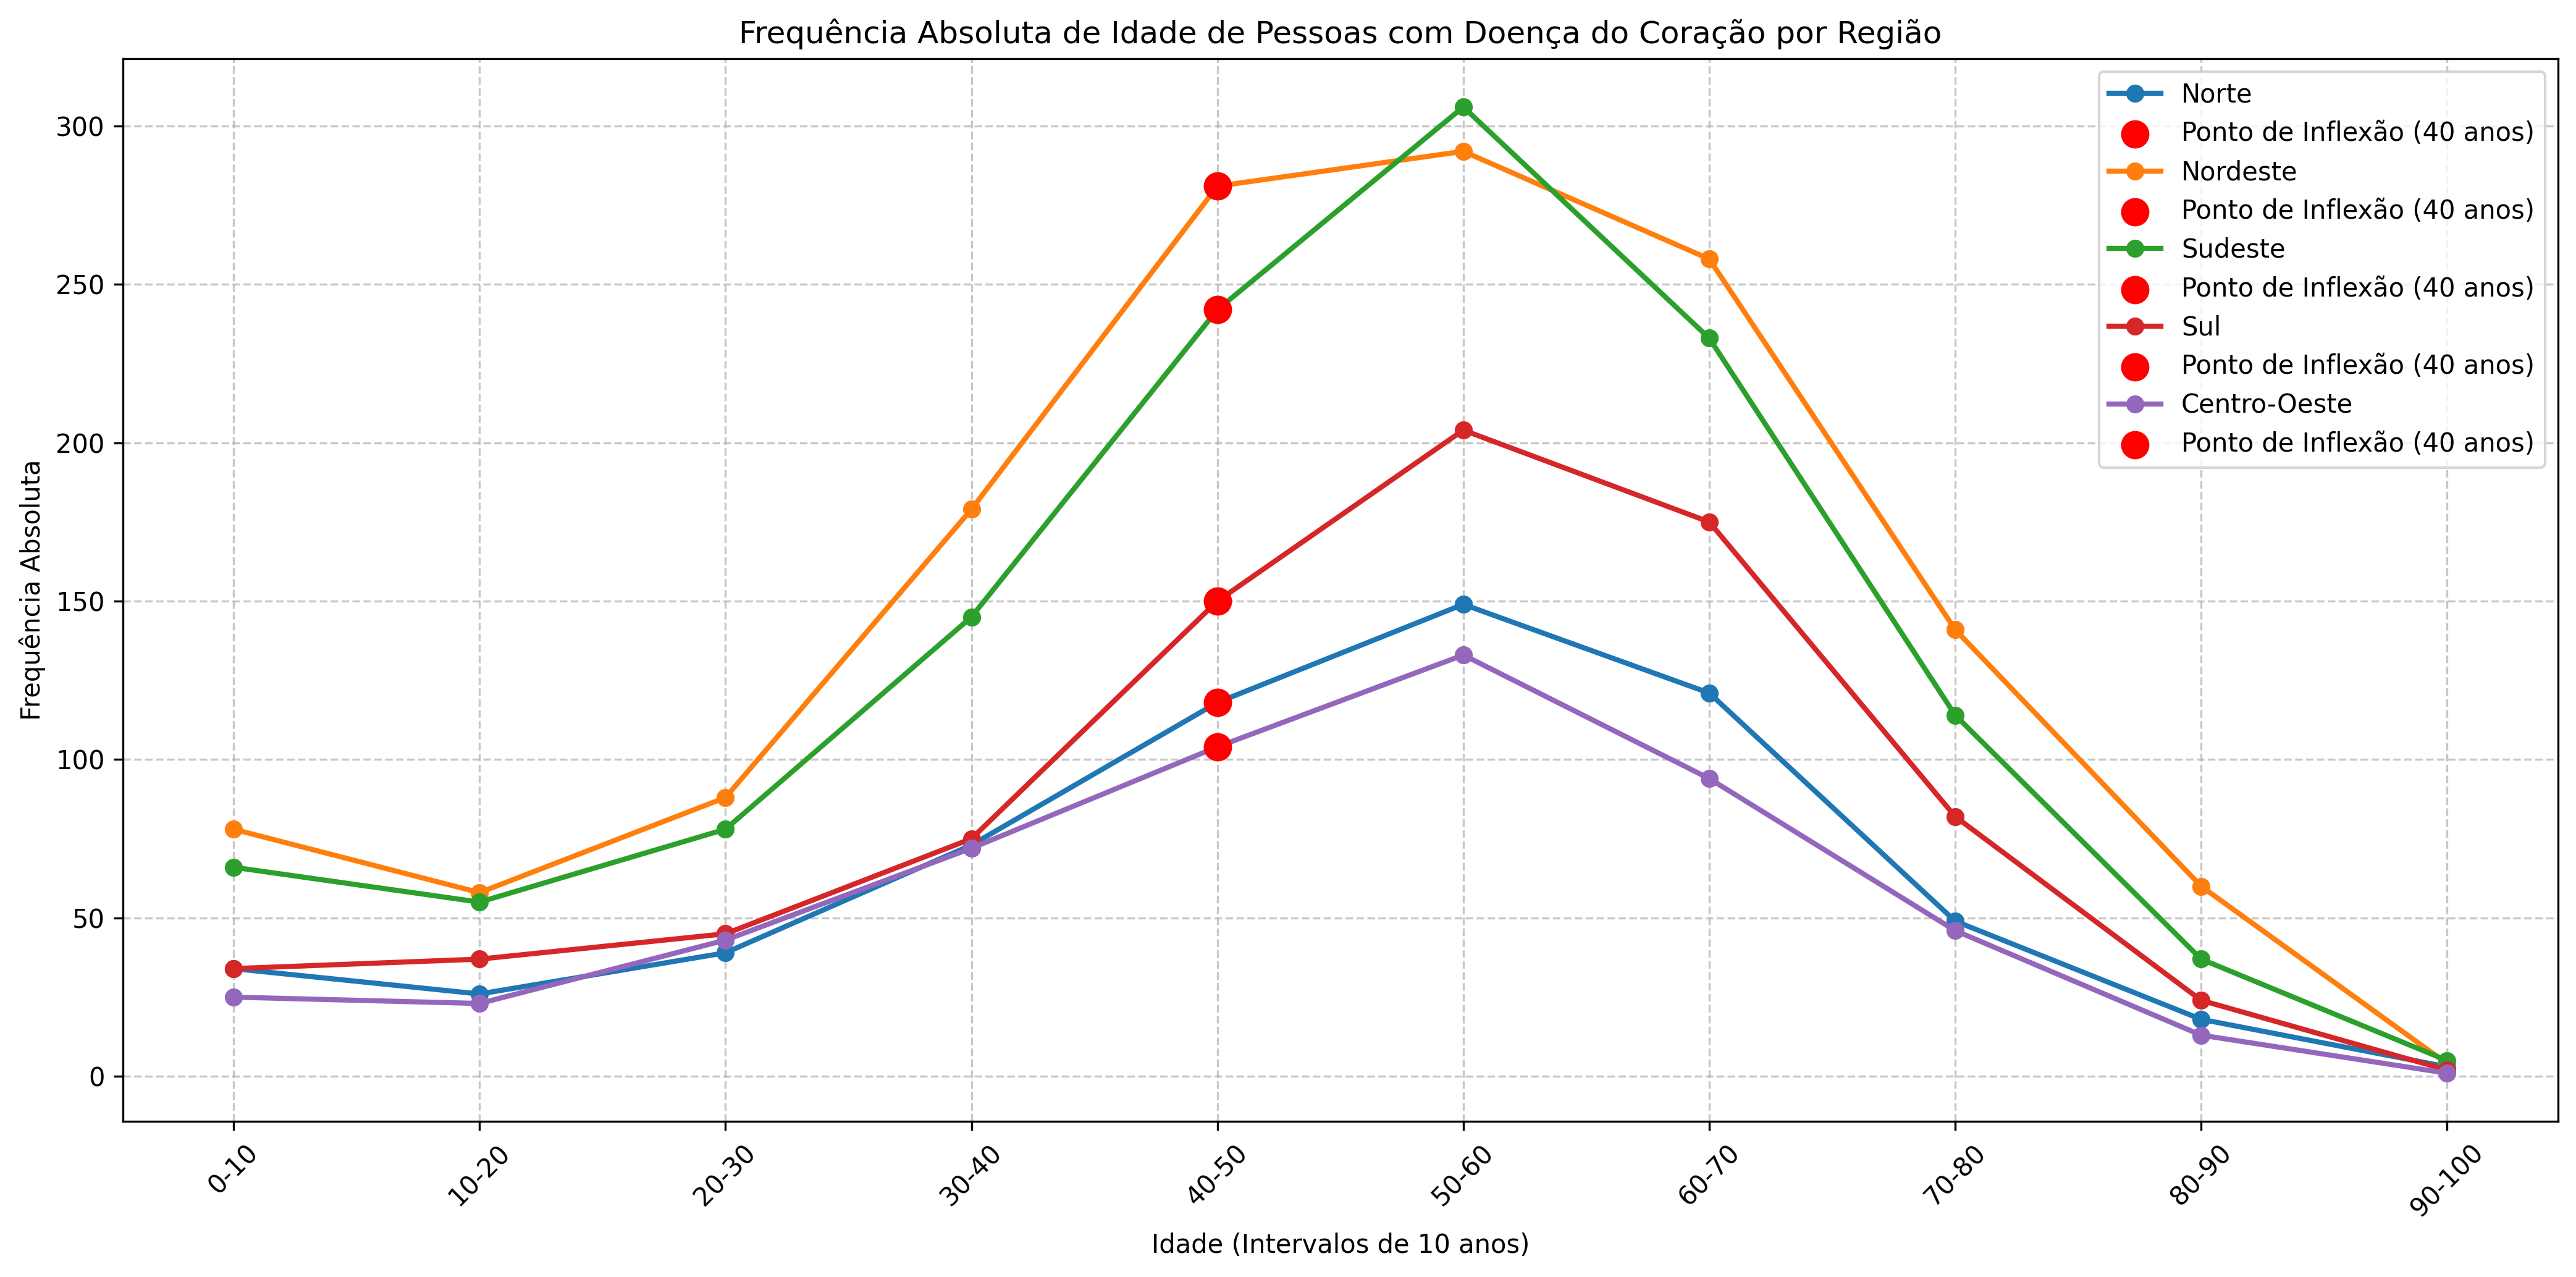 Frequência Absoluta de Idade de Pessoas com Doença do Coração por Região
Norte
Ponto de Inflexão (40 anos)
Nordeste
Ponto de Inflexão (40 anos)
Sudeste
Ponto de Inflexão (40 anos)
Sul
Ponto de Inflexão (40 anos)
Centro-Oeste
Ponto de Inflexão (40 anos)
Frequência Absoluta
300
250
200
150
100
50
0
0-10
10-20
20-30
30-40
40-50
50-60
60-70
70-80
80-90
90-100
Idade (Intervalos de 10 anos)